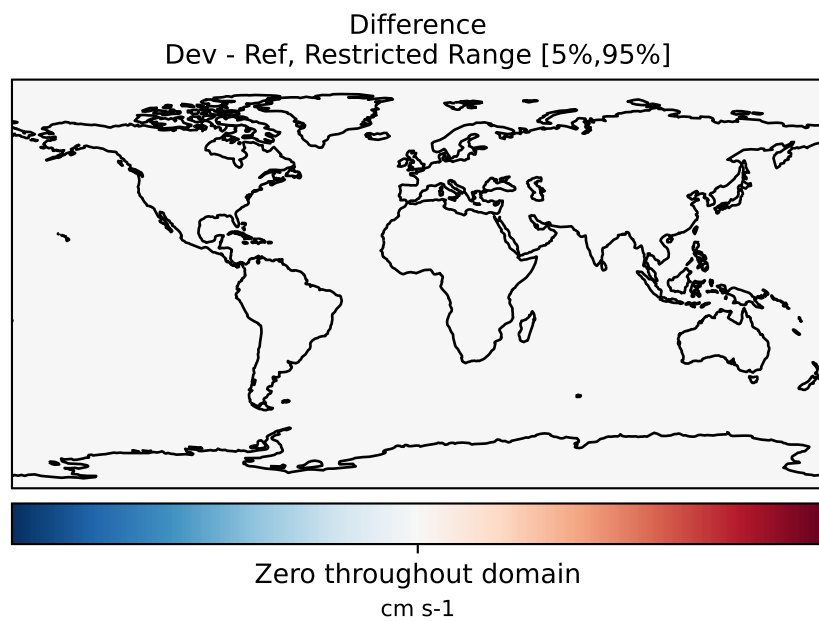 Difference
Dev - Ref, Restricted Range [5%,95%]
Zero throughout domain
cm s-1